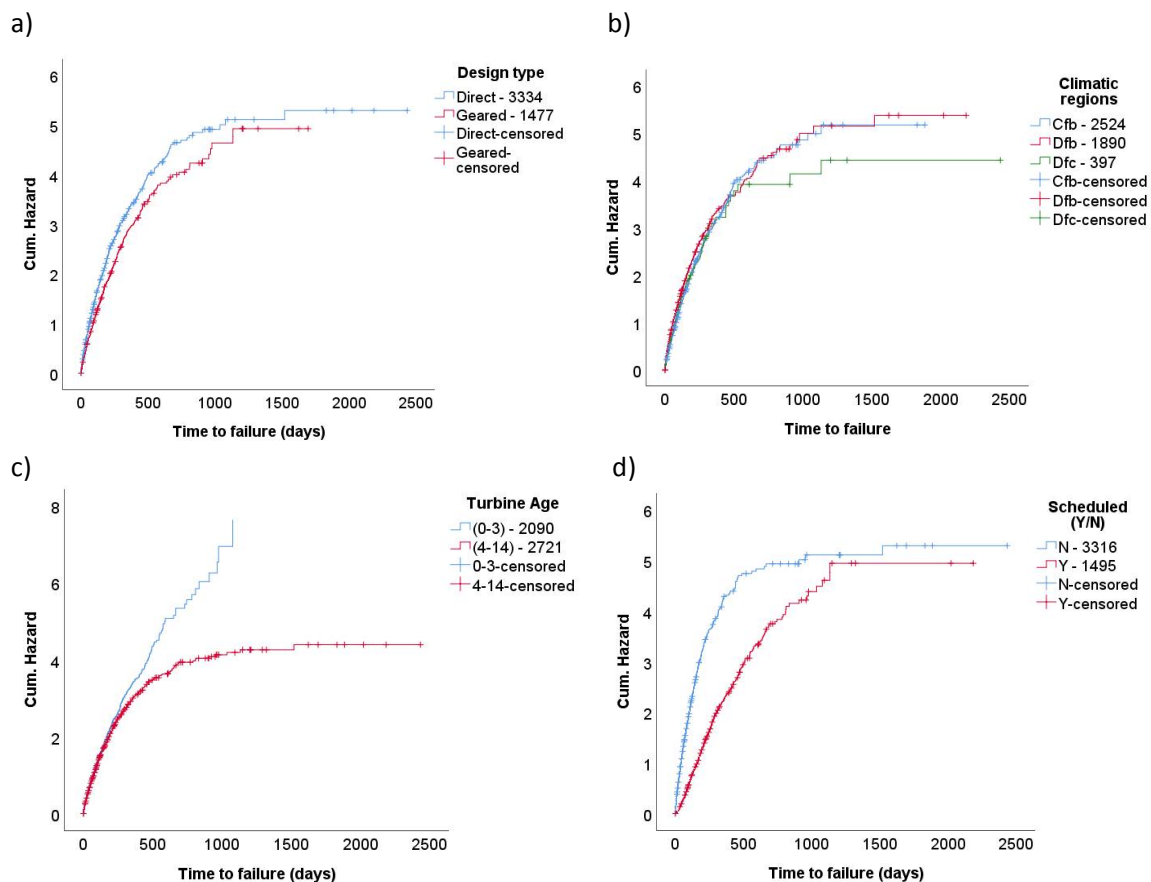 a)
6
5
4
3
2
1
0
Cum. Hazard
0 500 1000 1500 2000 2500
Time to failure (days)
Design type
Direct - 3334
Geared - 1477
Direct-censored
Geared-
censored
b)
6
5
4
3
2
1
0
Cum. Hazard
0 500 1000 1500 2000 2500
Time to failure
Climatic
regions
Cfb - 2524
Dfb - 1890
Dfc - 397
Cfb-censored
Dfb-censored
Dfc-censored
c)
8
6
4
2
0
Cum. Hazard
0 500 1000 1500 2000 2500
Time to failure (days)
Turbine Age
(0-3) - 2090
(4-14) - 2721
0-3-censored
4-14-censored
d)
6
5
4
3
2
1
0
Cum. Hazard
0 500 1000 1500 2000 2500
Time to failure (days)
Scheduled
(Y/N)
N - 3316
Y - 1495
N-censored
Y-censored